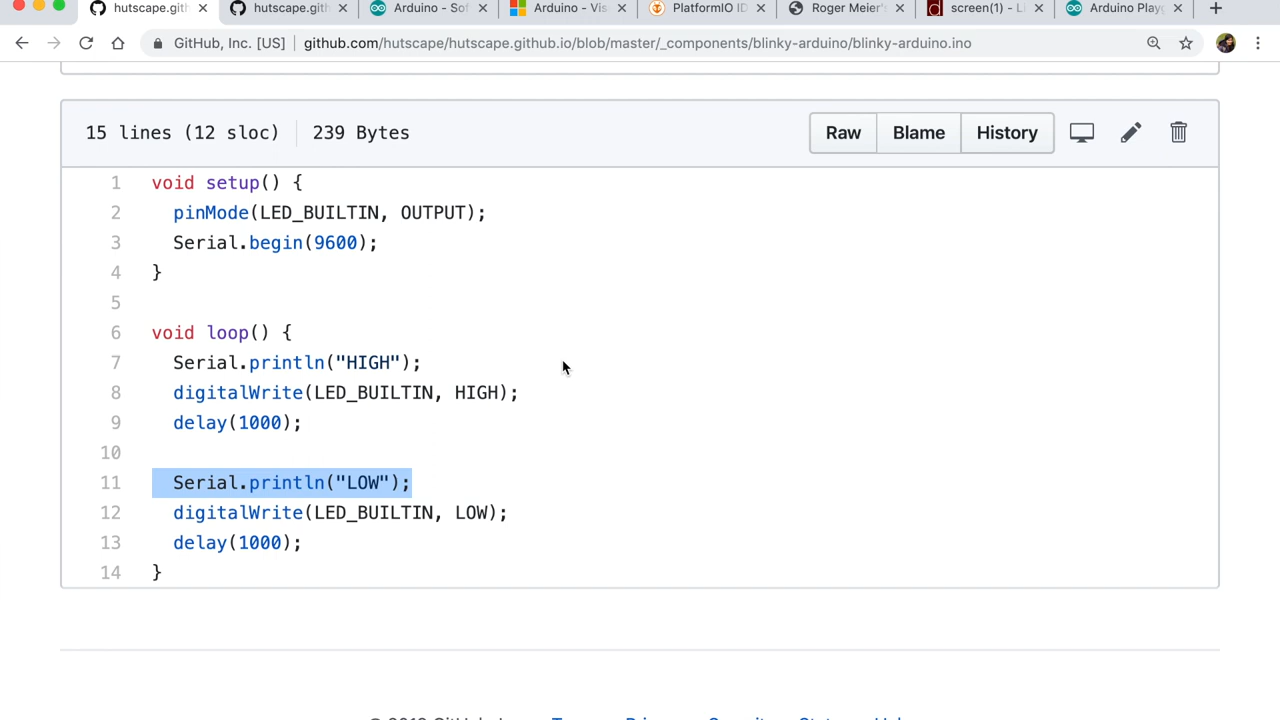 hutscape.gith
hutscape.gith
Arduino - Sof
Arduino - Vis
PlatformIO ID
Roger Meier's
screen(1) - Li
Arduino Playg
GitHub, Inc. [US]
github.com/hutscape/hutscape.github.io/blob/master/_components/blinky-arduino/blinky-arduino.ino
15 lines (12 sloc)
239 Bytes
Raw
Blame
History
1 void setup() {
2 pinMode(LED_BUILTIN, OUTPUT);
3 Serial.begin(9600);
4 }
5
6 void loop() {
7 Serial.println("HIGH");
8 digitalWrite(LED_BUILTIN, HIGH);
9 delay(1000);
10
11 Serial.println("LOW");
12 digitalWrite(LED_BUILTIN, LOW);
13 delay(1000);
14 }